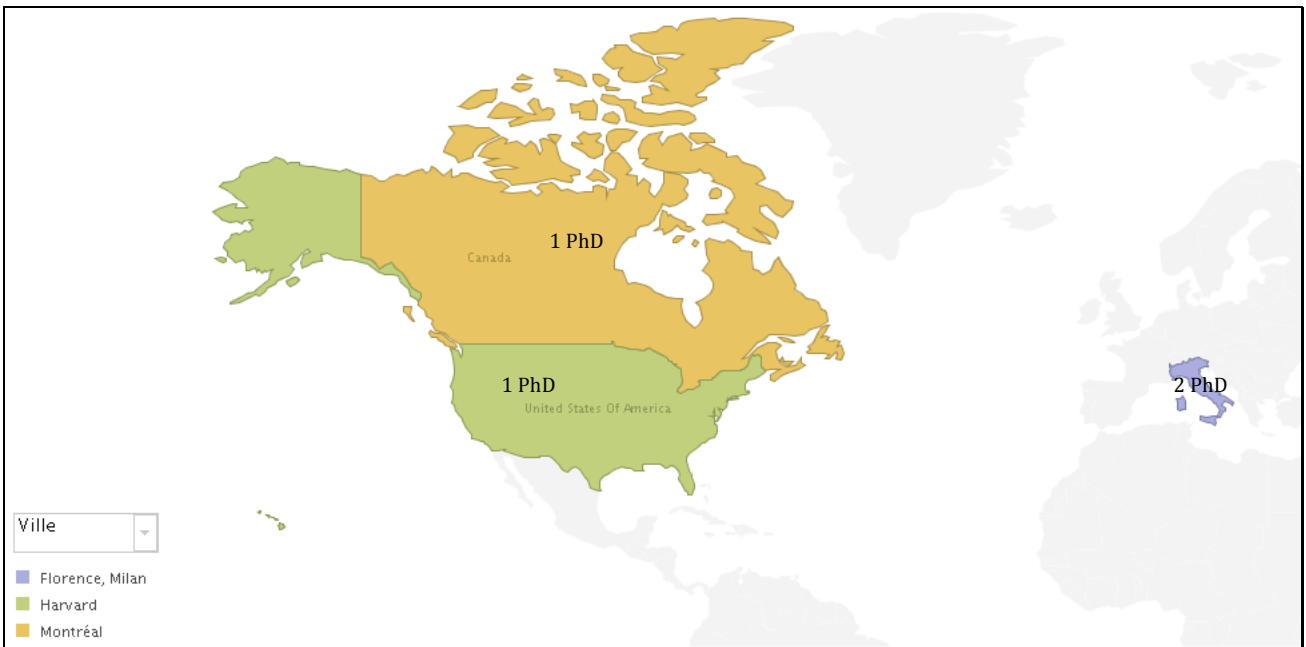 1 PhD
Canada
1 PhD
2 PhD
United States Of America
Ville
Florence, Milan
Harvard
Montréal